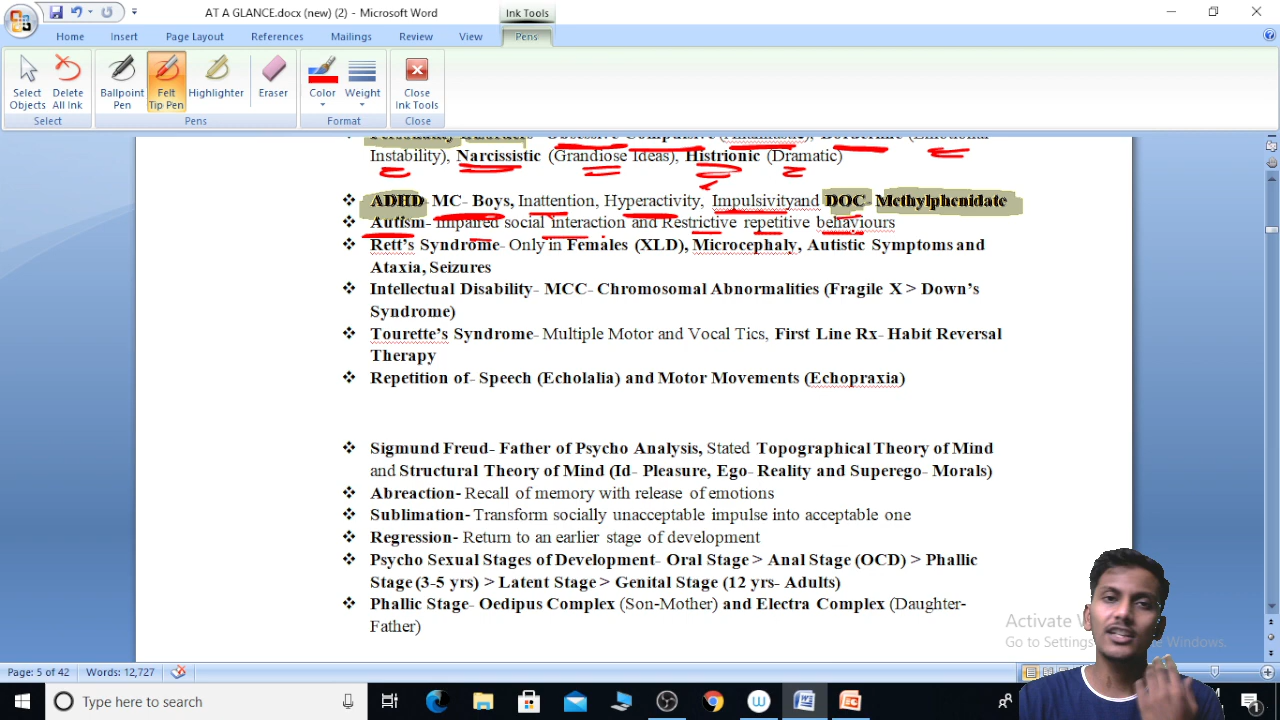 AT A GLANCE.docx (new) (2) - Microsoft Word
Ink Tools
Home Insert Page Layout References Mailings Review View Pens
Select Objects
Delete All Ink
Ballpoint Pen
Felt Tip Pen
Highlighter
Eraser
Color
Weight
Close Ink Tools
Select Pens Format Close
Instability), Narcissistic (Grandiose Ideas), Histrionic (Dramatic)
❖ ADHD- MC- Boys, Inattention, Hyperactivity, Impulsivityand DOC- Methylphenidate
❖ Autism- Impaired social interaction and Restrictive repetitive behaviours
❖ Rett's Syndrome- Only in Females (XLD), Microcephaly, Autistic Symptoms and
Ataxia, Seizures
❖ Intellectual Disability- MCC- Chromosomal Abnormalities (Fragile X > Down's
Syndrome)
❖ Tourette's Syndrome- Multiple Motor and Vocal Tics, First Line Rx- Habit Reversal
Therapy
❖ Repetition of- Speech (Echolalia) and Motor Movements (Echopraxia)
❖ Sigmund Freud- Father of Psycho Analysis, Stated Topographical Theory of Mind
and Structural Theory of Mind (Id- Pleasure, Ego- Reality and Superego- Morals)
❖ Abreaction- Recall of memory with release of emotions
❖ Sublimation- Transform socially unacceptable impulse into acceptable one
❖ Regression- Return to an earlier stage of development
❖ Psycho Sexual Stages of Development- Oral Stage > Anal Stage (OCD) > Phallic
Stage (3-5 yrs) > Latent Stage > Genital Stage (12 yrs- Adults)
❖ Phallic Stage- Oedipus Complex (Son-Mother) and Electra Complex (Daughter-
Father)
Activate
Go to Settings Windows.
Page: 5 of 42 Words: 12,727
Type here to search